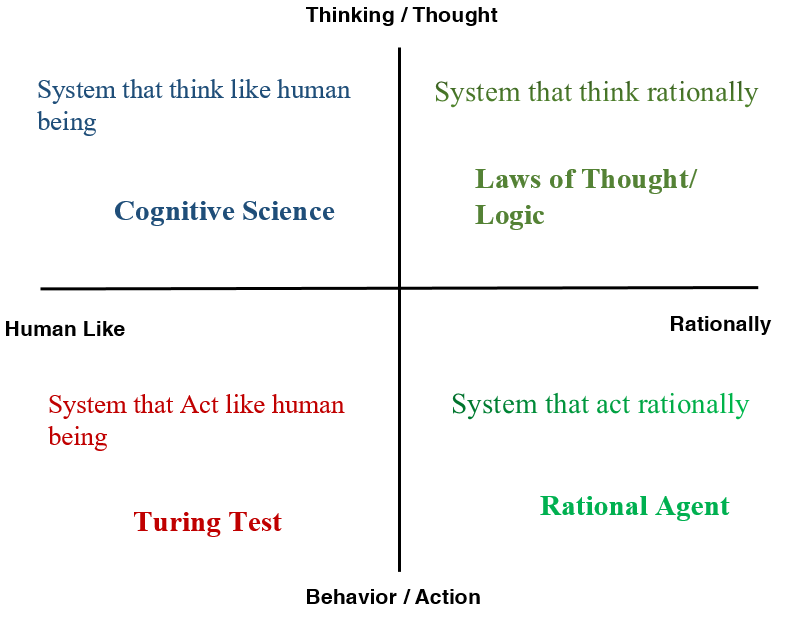 Thinking / Thought
System that think like human
being
Cognitive Science
System that think rationally
Laws of Thought/
Logic
Human Like
Rationally
System that Act like human
being
Turing Test
System that act rationally
Rational Agent
Behavior / Action